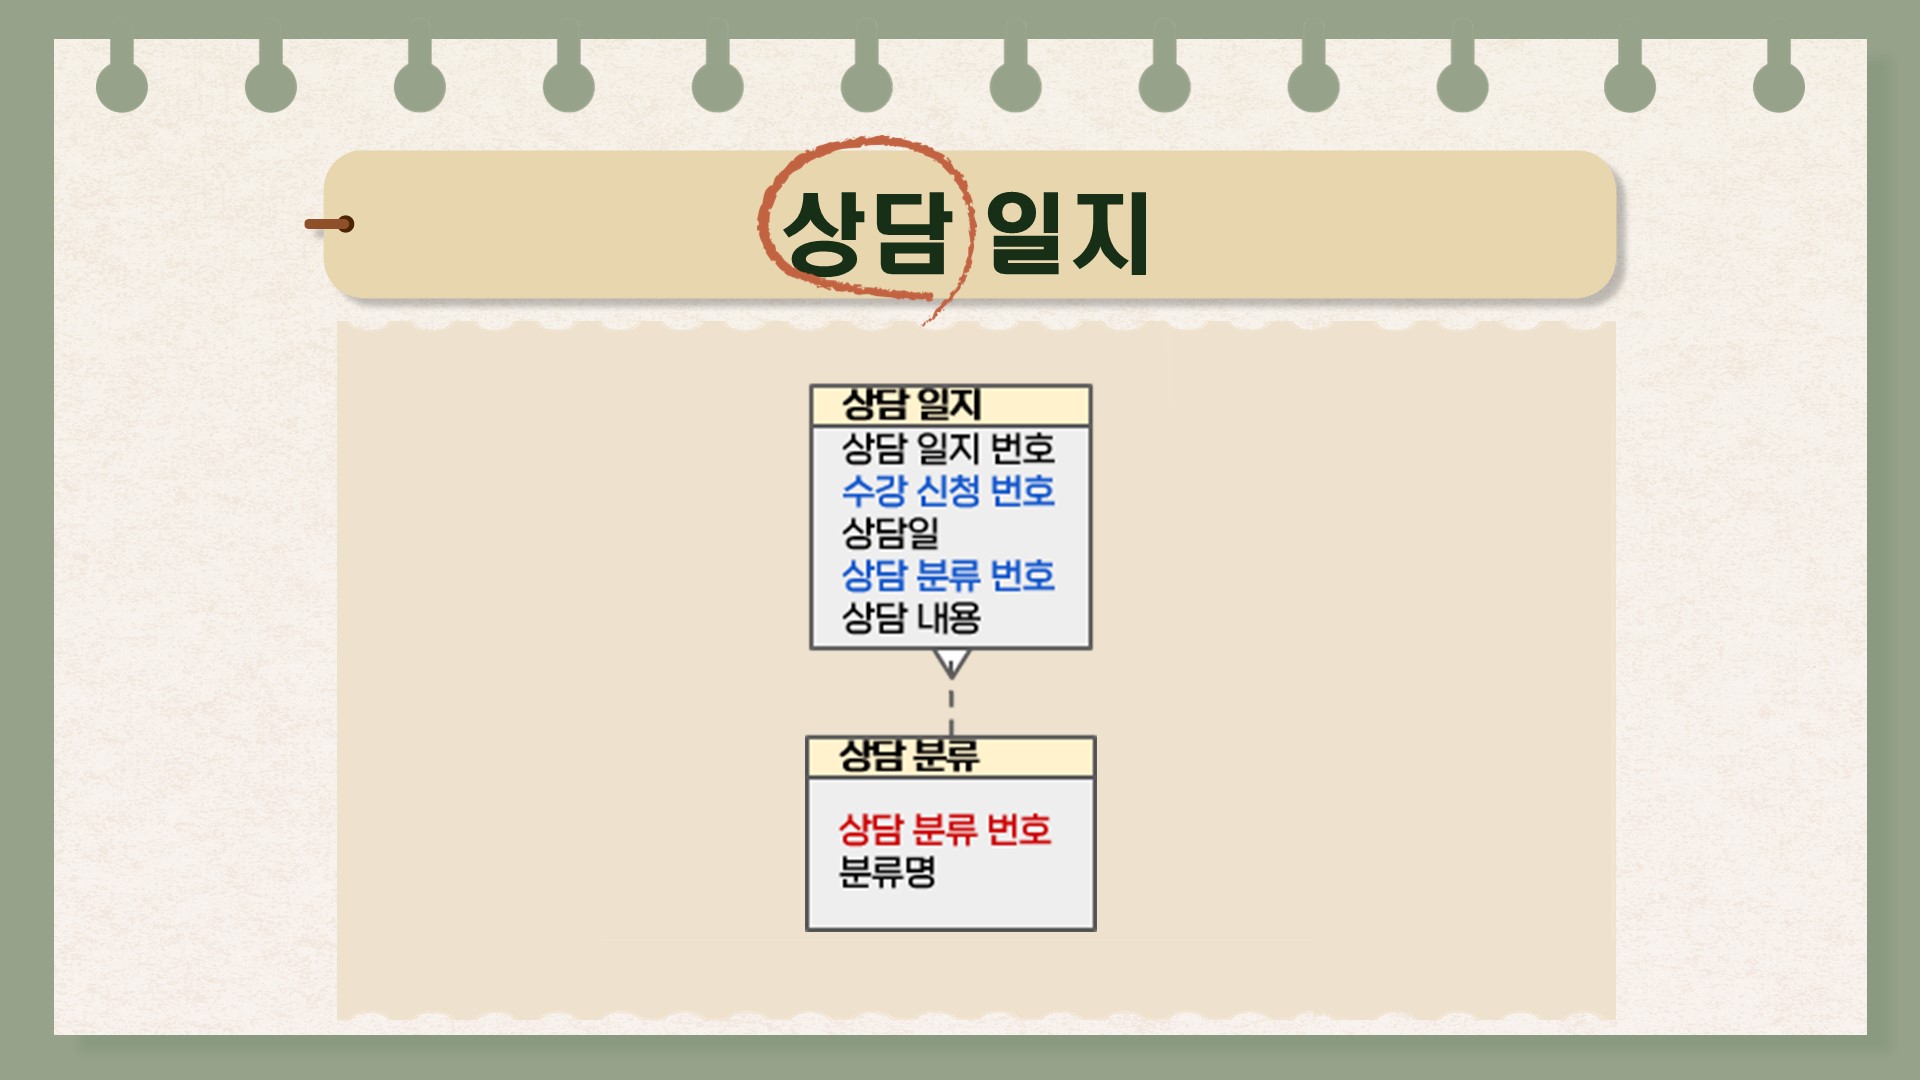 상담 일지
상담 일지
상담 일지 번호
수강 신청 번호
상담일
상담 분류 번호
상담 내용
상담 분류
상담 분류 번호
분류명